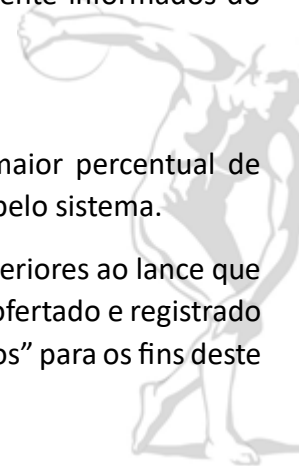 ente informados do
maior percentual de
pelo sistema.
eriores ao lance que
ofertado e registrado
os” para os fins deste